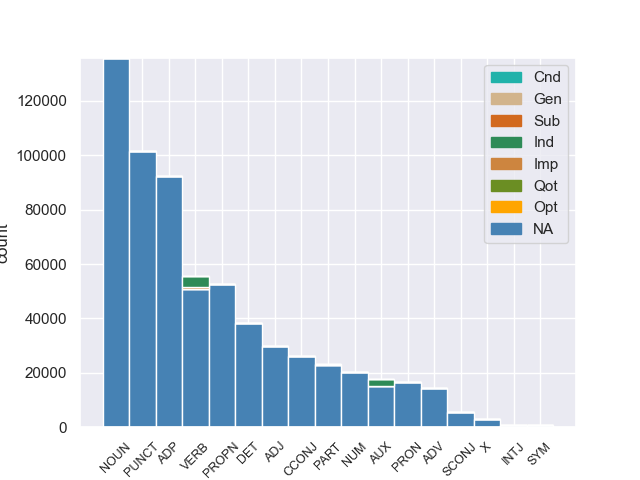 120000
100000
80000
60000
40000
20000
0
count
Cnd
Gen
Sub
Ind
Imp
Qot
Opt
NA
NOUN
PUNCT
ADP
VERB
PROPN
DET
ADJ
CCONJ
PART
NUM
AUX
PRON
ADV
SCONJ
X
INTJ
SYM